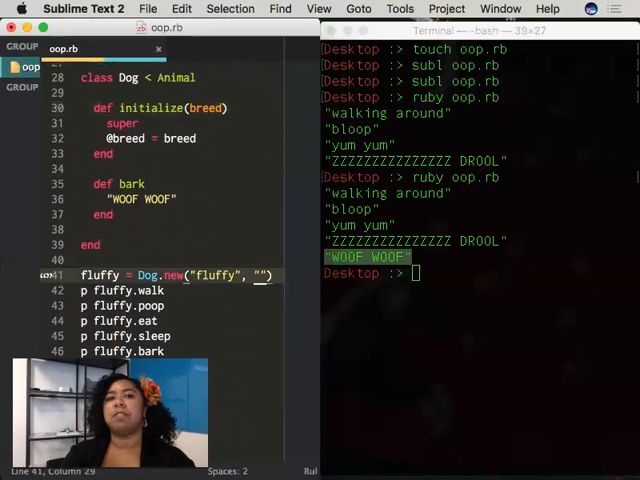 Sublime Text 2 File Edit Selection Find View Goto Tools Project Window Help
oop.rb
Terminal — -bash — 39×27
GROUP
oop.rb
oop
GROUP
28 class Dog < Animal
29
30 def initialize(breed)
31 super
32 @breed = breed
33 end
34
35 def bark
36 "WOOF WOOF"
37 end
38
39 end
40
41 fluffy = Dog.new("fluffy", "")
42 p fluffy.walk
43 p fluffy.poop
44 p fluffy.eat
45 p fluffy.sleep
46 p fluffy.bark
Line 41, Column 29 Spaces: 2 Rul
Desktop :> touch oop.rb
Desktop :> subl oop.rb
Desktop :> subl oop.rb
Desktop :> ruby oop.rb
"walking around"
"bloop"
"yum yum"
"ZZZZZZZZZZZZZZZ DROOL"
Desktop :> ruby oop.rb
"walking around"
"bloop"
"yum yum"
"ZZZZZZZZZZZZZZZ DROOL"
"WOOF WOOF"
Desktop :>